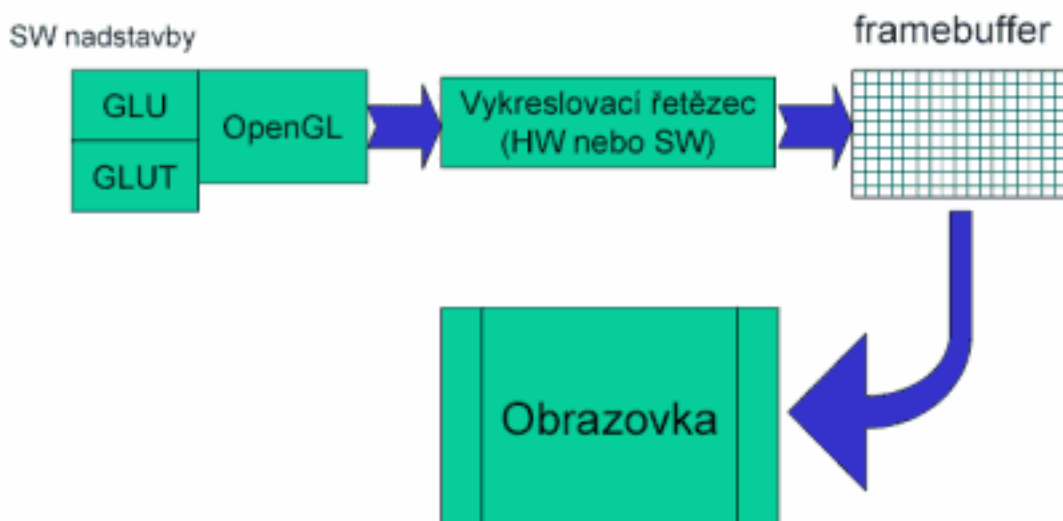 SW nadstavby
framebuffer
GLU
OpenGL
GLUT
Vykreslovací řetězec
(HW nebo SW)
Obrazovka